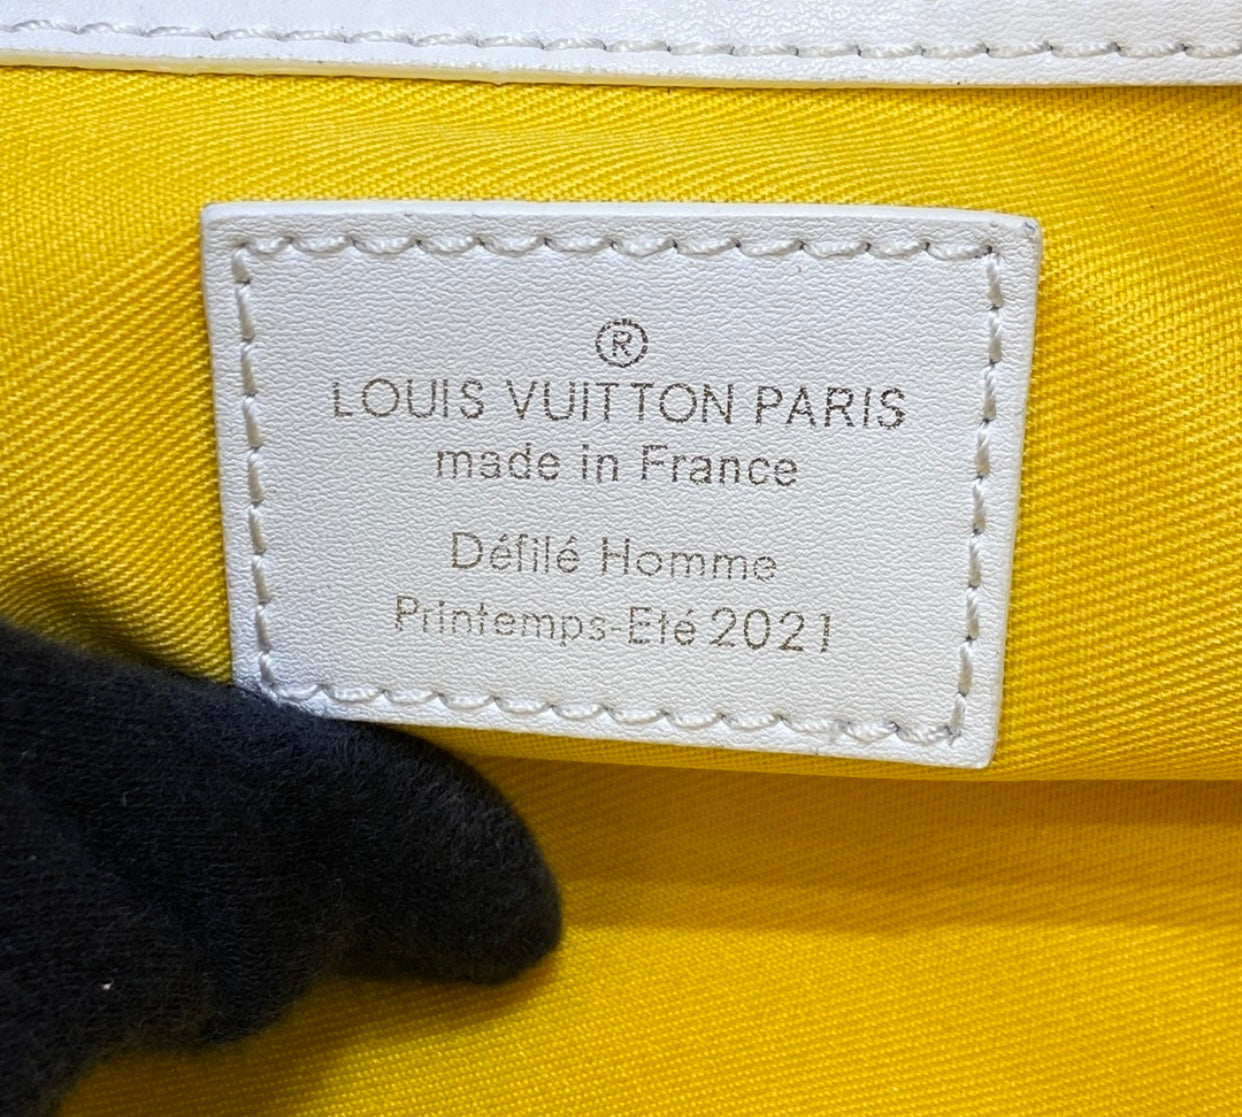 ®
LOUIS VUITTON PARIS
made in France
Défilé Homme
Printemps-Eté 2021